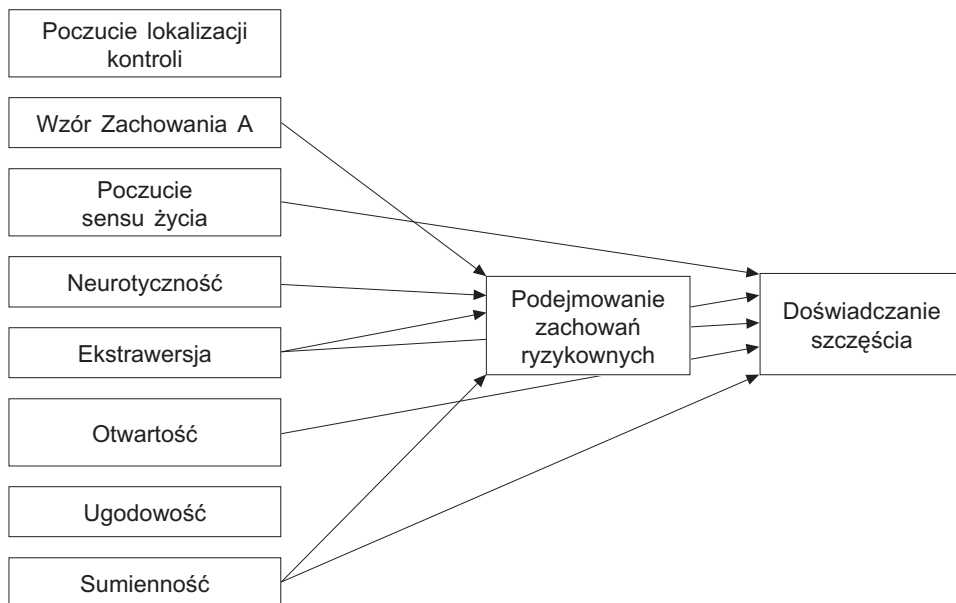 Poczucie lokalizacji
kontroli
Wzór Zachowania A
Poczucie
sensu życia
Neurotyczność
Ekstrawersja
Otwartość
Ugodowość
Sumienność
Podejmowanie
zachowań
ryzykownych
Doświadczanie
szczęścia